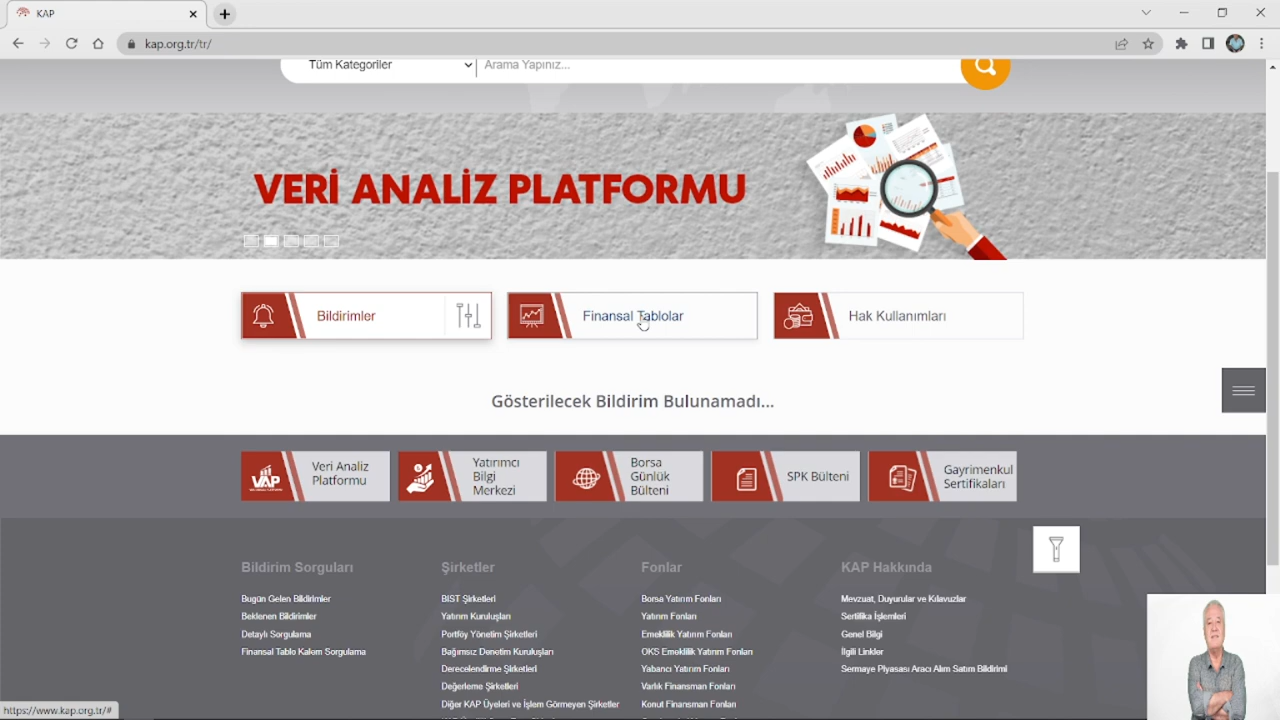 KAP
kap.org.tr/tr/
Tüm Kategoriler
Arama Yapınız...
VERİ ANALİZ PLATFORMU
Bildirimler
Finansal Tablolar
Hak Kullanımları
Gösterilecek Bildirim Bulunamadı...
VAP
Veri Analiz
Platformu
Yatırımcı
Bilgi
Merkezi
Borsa
Günlük
Bülteni
SPK Bülteni
Gayrimenkul
Sertifikaları
Bildirim Sorguları
Bugün Gelen Bildirimler
Beklenen Bildirimler
Detaylı Sorgulama
Finansal Tablo Kalem Sorgulama
Şirketler
BIST Şirketleri
Yatırım Kuruluşları
Portföy Yönetim Şirketleri
Bağımsız Denetim Kuruluşları
Derecelendirme Şirketleri
Değerleme Şirketleri
Diğer KAP Üyeleri ve İşlem Görmeyen Şirketler
Fonlar
Borsa Yatırım Fonları
Yatırım Fonları
Emeklilik Yatırım Fonları
OKS Emeklilik Yatırım Fonları
Yabancı Yatırım Fonları
Varlık Finansman Fonları
Konut Finansman Fonları
KAP Hakkında
Mevzuat, Duyurular ve Kılavuzlar
Sertifika İşlemleri
Genel Bilgi
İlgili Linkler
Sermaye Piyasası Aracı Alım Satım Bildirimi
https://www.kap.org.tr/#